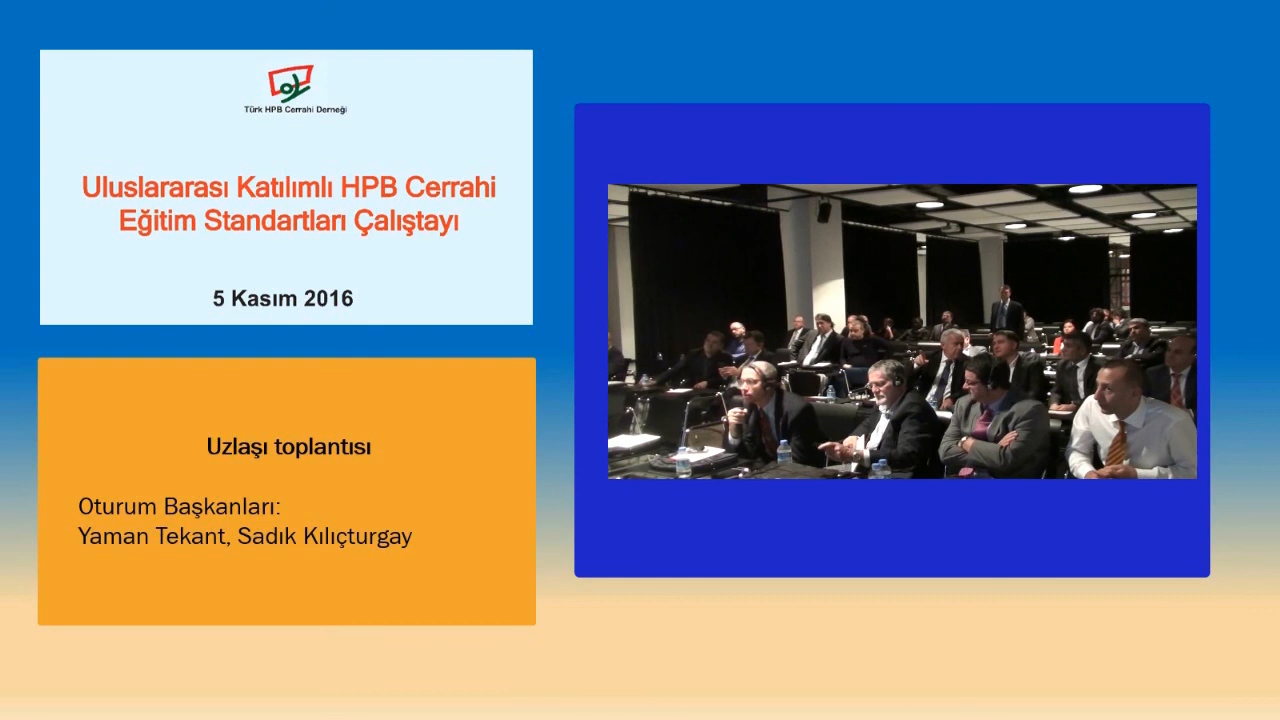 Türk HPB Cerrahi Derneği
Uluslararası Katılımlı HPB Cerrahi
Eğitim Standartları Çalıştayı
5 Kasım 2016
Uzlaşı toplantısı
Oturum Başkanları:
Yaman Tekant, Sadık Kılıçturgay